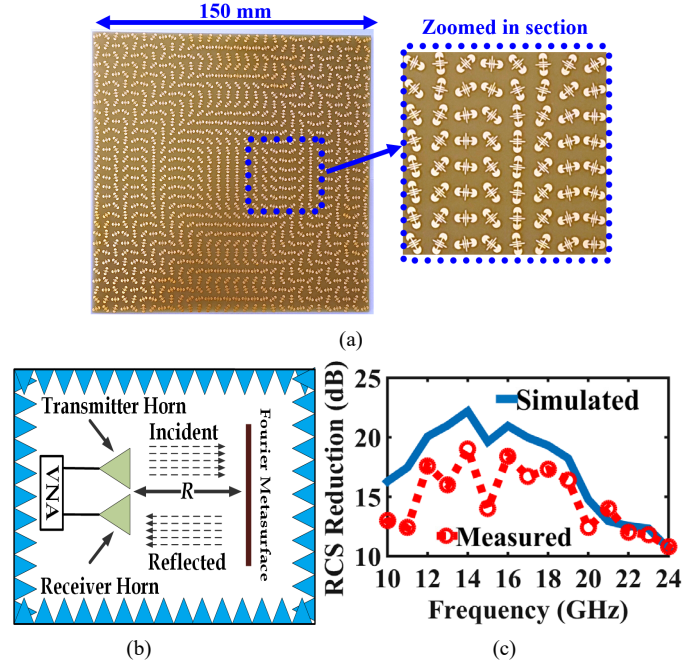 150 mm
Zoomed in section
(a)
Transmitter Horn
Incident
VNA
R
Fourier Metasurface
Reflected
Receiver Horn
(b)
RCS Reduction (dB)
25
20
15
10
Simulated
Measured
10 12 14 16 18 20 22 24
Frequency (GHz)
(c)